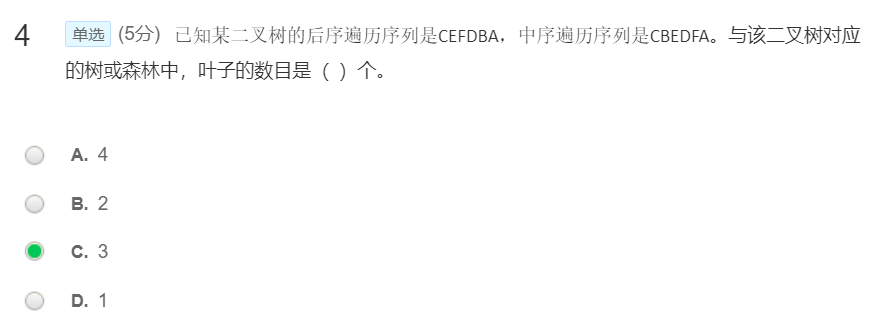 4 单选 (5分) 已知某二叉树的后序遍历序列是CEFDBA，中序遍历序列是CBEDFA。与该二叉树对应
的树或森林中，叶子的数目是（ ）个。
A. 4
B. 2
C. 3
D. 1